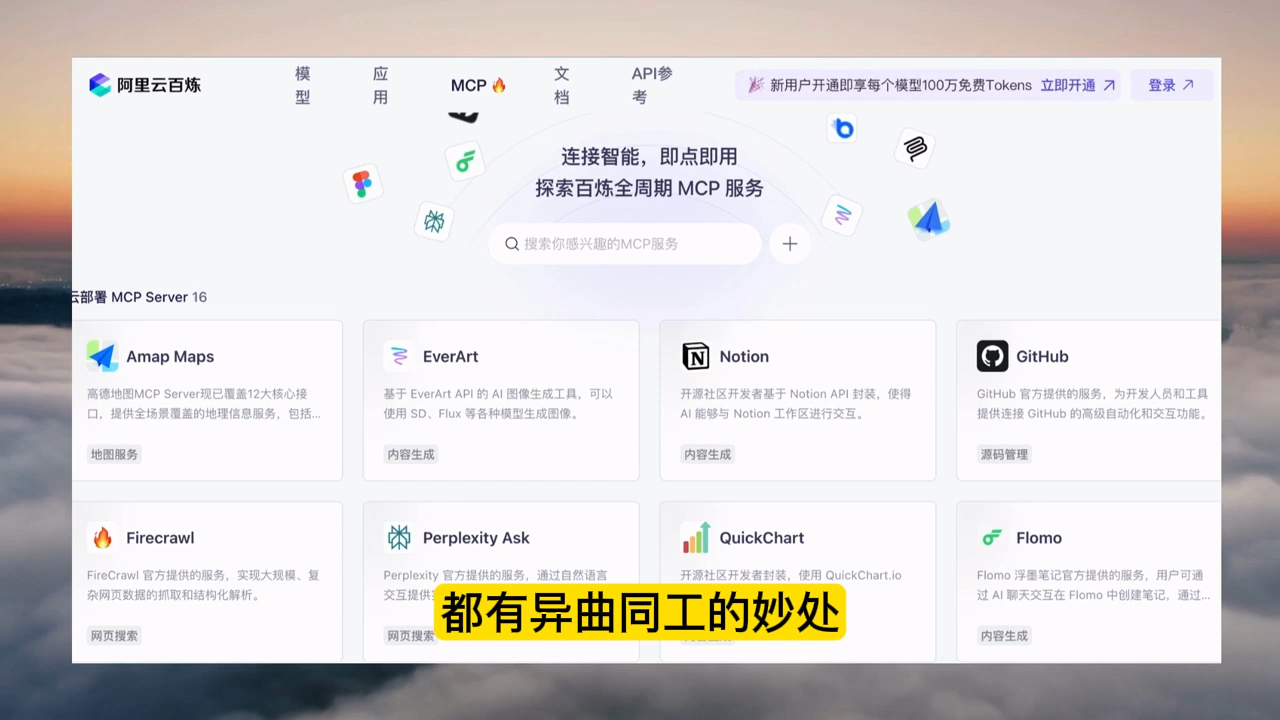 阿里云百炼
模型
应用
MCP
文档
API参考
新用户开通即享每个模型100万免费Tokens 立即开通
登录
连接智能，即点即用
探索百炼全周期 MCP 服务
搜索你感兴趣的MCP服务
云部署 MCP Server 16
Amap Maps
高德地图MCP Server现已覆盖12大核心接
口，提供全场景覆盖的地理信息服务，包括...
地图服务
EverArt
基于 EverArt API 的 AI 图像生成工具，可以
使用 SD、Flux 等各种模型生成图像。
内容生成
Notion
开源社区开发者基于 Notion API 封装，使得
AI 能够与 Notion 工作区进行交互。
内容生成
GitHub
GitHub 官方提供的服务，为开发人员和工具
提供连接 GitHub 的高级自动化和交互功能。
源码管理
Firecrawl
FireCrawl 官方提供的服务，实现大规模、复
杂网页数据的抓取和结构化解析。
网页搜索
Perplexity Ask
Perplexity 官方提供的服务，通过自然语言
交互提供
网页搜索
QuickChart
开源社区开发者封装，使用 QuickChart.io
Flomo
Flomo 浮墨笔记官方提供的服务，用户可通
过 AI 聊天交互在 Flomo 中创建笔记，通过...
内容生成
都有异曲同工的妙处